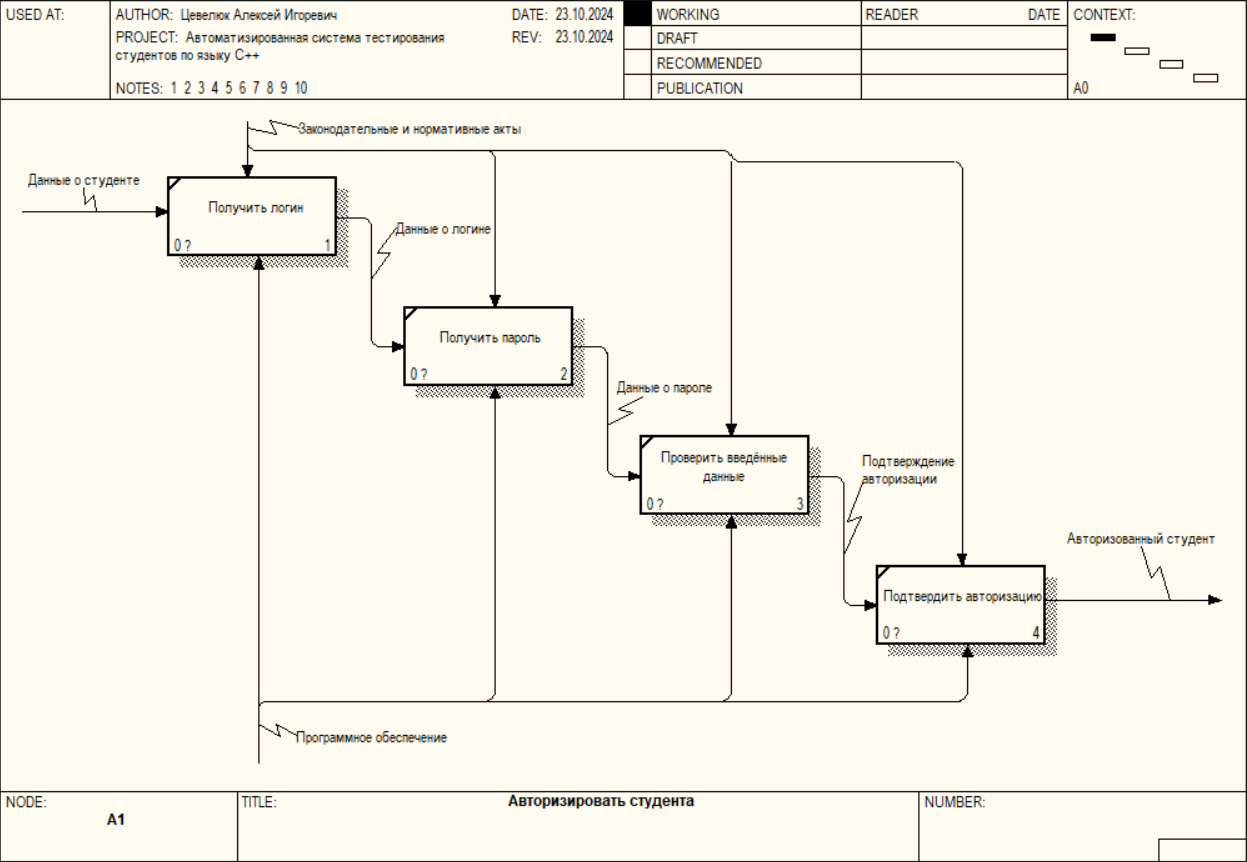 USED AT:
AUTHOR: Цевелюк Алексей Игоревич
DATE: 23.10.2024
PROJECT: Автоматизированная система тестирования
студентов по языку C++
REV: 23.10.2024
NOTES: 1 2 3 4 5 6 7 8 9 10
WORKING
DRAFT
RECOMMENDED
PUBLICATION
READER
DATE
CONTEXT:
A0
Законодательные и нормативные акты
Данные о студенте
Получить логин
0 ?
1
Данные о логине
Получить пароль
0 ?
2
Данные о пароле
Проверить введённые
данные
0 ?
3
Подтверждение
авторизации
Авторизованный студент
Подтвердить авторизацию
0 ?
4
Программное обеспечение
NODE:
A1
TITLE:
Авторизировать студента
NUMBER: